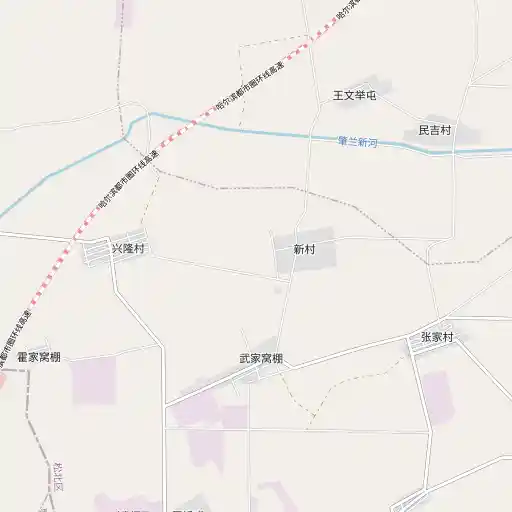 哈尔滨都市圈环线高速
哈尔滨都市圈环线高速
王文举屯
民吉村
肇兰新河
哈尔滨都市圈环线高速
兴隆村
新村
张家村
武家窝棚
霍家窝棚
松北区